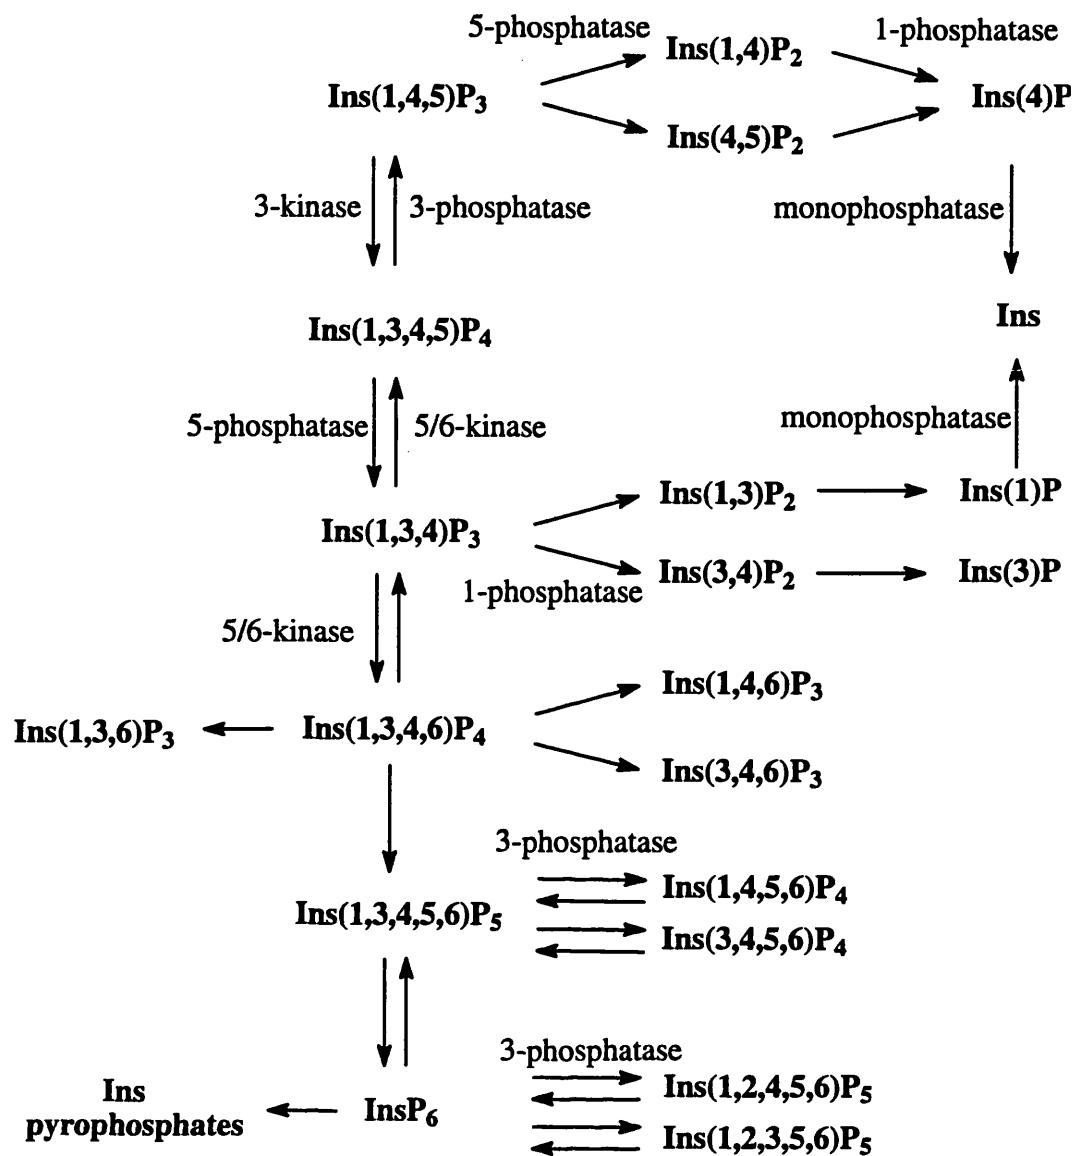 5-phosphatase
Ins(1,4)P2
1-phosphatase
Ins(1,4,5)P3
Ins(4)P
Ins(4,5)P2
3-kinase
3-phosphatase
monophosphatase
Ins(1,3,4,5)P4
Ins
5-phosphatase
5/6-kinase
monophosphatase
Ins(1,3,4)P3
Ins(1,3)P2
Ins(1)P
Ins(3,4)P2
Ins(3)P
1-phosphatase
5/6-kinase
Ins(1,4,6)P3
Ins(1,3,6)P3
Ins(1,3,4,6)P4
Ins(3,4,6)P3
3-phosphatase
Ins(1,4,5,6)P4
Ins(1,3,4,5,6)P5
Ins(3,4,5,6)P4
3-phosphatase
Ins(1,2,4,5,6)P5
Ins
pyrophosphates
InsP6
Ins(1,2,3,5,6)P5